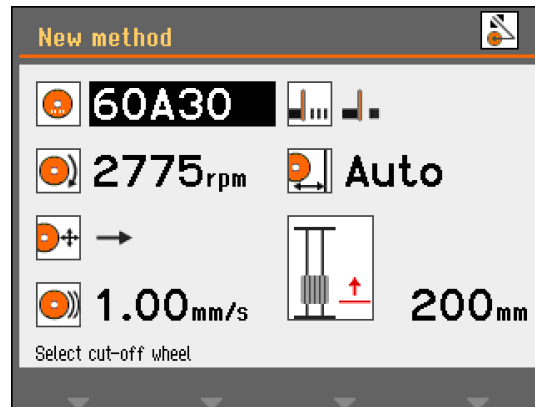 New method
60A30
2775rpm
Auto
1.00mm/s
200mm
Select cut-off wheel